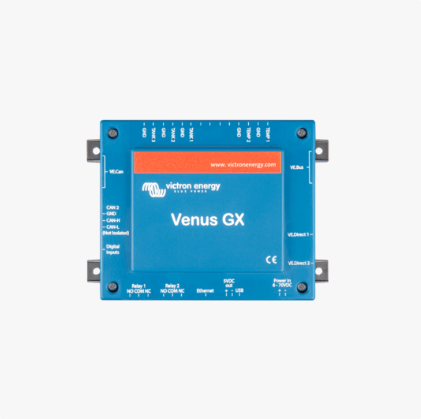 GND
TANK 3
GND
TANK 2
GND
TANK 1
GND
TEMP 2
GND
TEMP 1
www.victronenergy.com
VE.Can
VE.Bus
victron energy
BLUE POWER
Venus GX
CAN 2
GND
CAN-H
CAN-L
(Not isolated)
VE.Direct 1
Digital
Inputs
CE
VE.Direct 2
Relay 1
NO COM NC
Relay 2
NO COM NC
Ethernet
5VDC
out
+ -
USB
Power in
8 - 70VDC
+ -